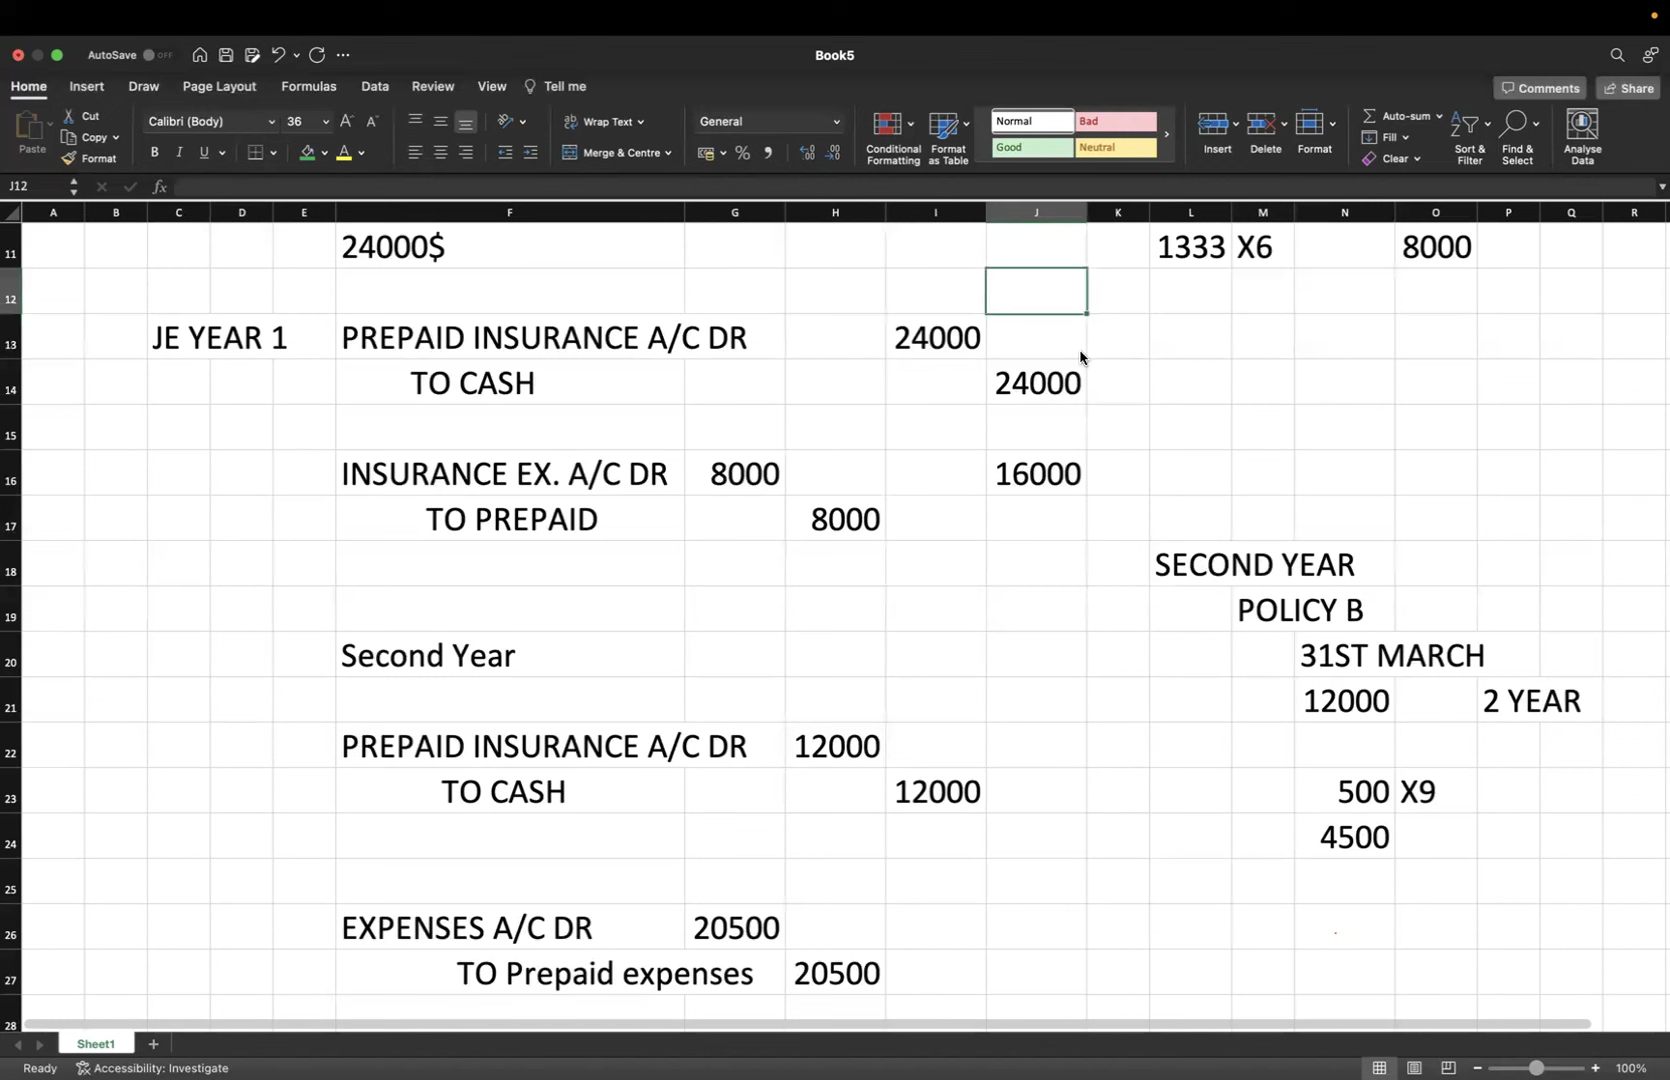 AutoSave OFF
Book5
Home Insert Draw Page Layout Formulas Data Review View Tell me
Comments Share
Paste
Cut
Copy
Format
Calibri (Body) 36
B I U
Wrap Text
Merge & Centre
General
Conditional Formatting
Format as Table
Normal Bad
Good Neutral
Insert Delete Format
Auto-sum
Fill
Clear
Sort & Filter
Find & Select
Analyse Data
J12 fx
A B C D E F G H I J K L M N O P Q R
11 24000$ 1333 X6 8000
12
13 JE YEAR 1 PREPAID INSURANCE A/C DR 24000
14 TO CASH 24000
15
16 INSURANCE EX. A/C DR 8000 16000
17 TO PREPAID 8000
18 SECOND YEAR
19 POLICY B
20 Second Year 31ST MARCH
21 12000 2 YEAR
22 PREPAID INSURANCE A/C DR 12000
23 TO CASH 12000 500 X9
24 4500
25
26 EXPENSES A/C DR 20500
27 TO Prepaid expenses 20500
28
Sheet1
Ready Accessibility: Investigate 100%